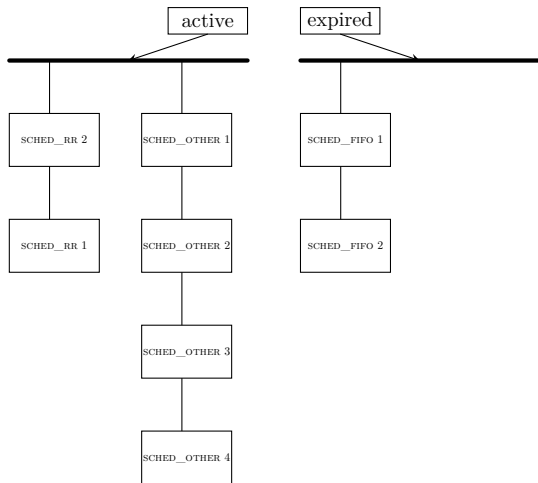 active
expired
SCHED_RR 2
SCHED_OTHER 1
SCHED_FIFO 1
SCHED_RR 1
SCHED_OTHER 2
SCHED_FIFO 2
SCHED_OTHER 3
SCHED_OTHER 4